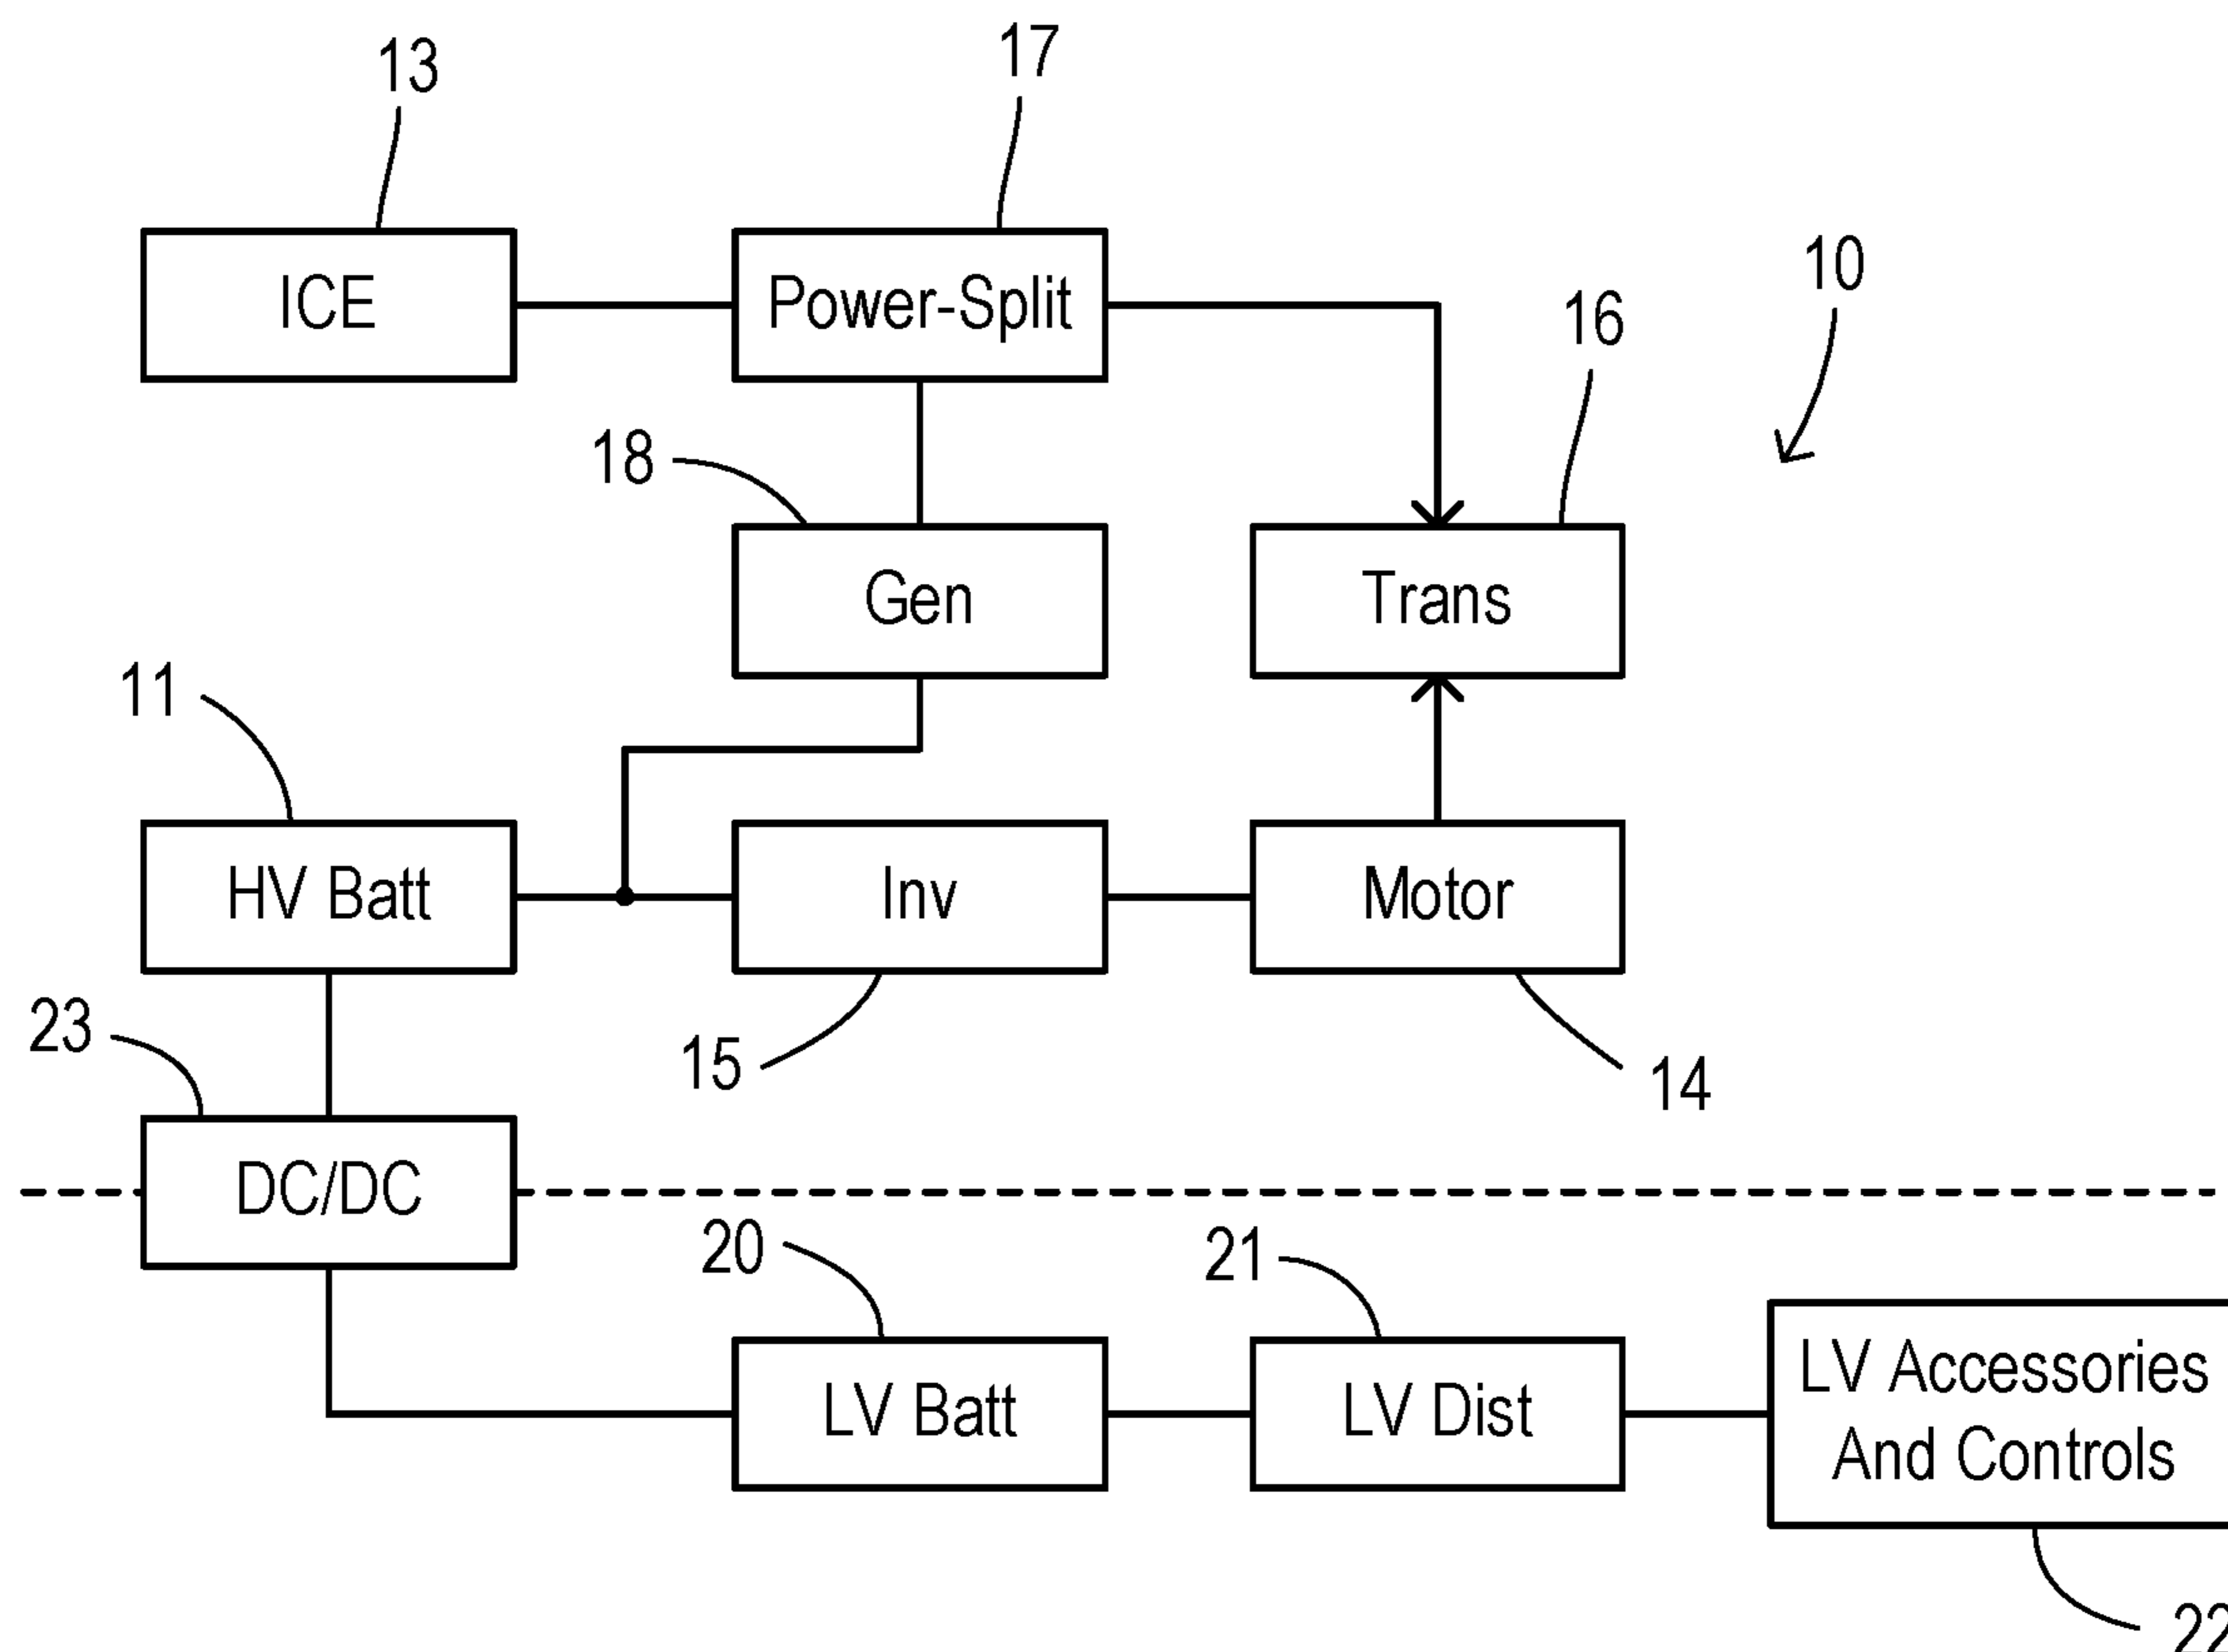 13
17
10
ICE
Power-Split
16
18
Gen
Trans
11
HV Batt
Inv
Motor
23
15
14
DC/DC
20
21
LV Batt
LV Dist
LV Accessories
And Controls
22